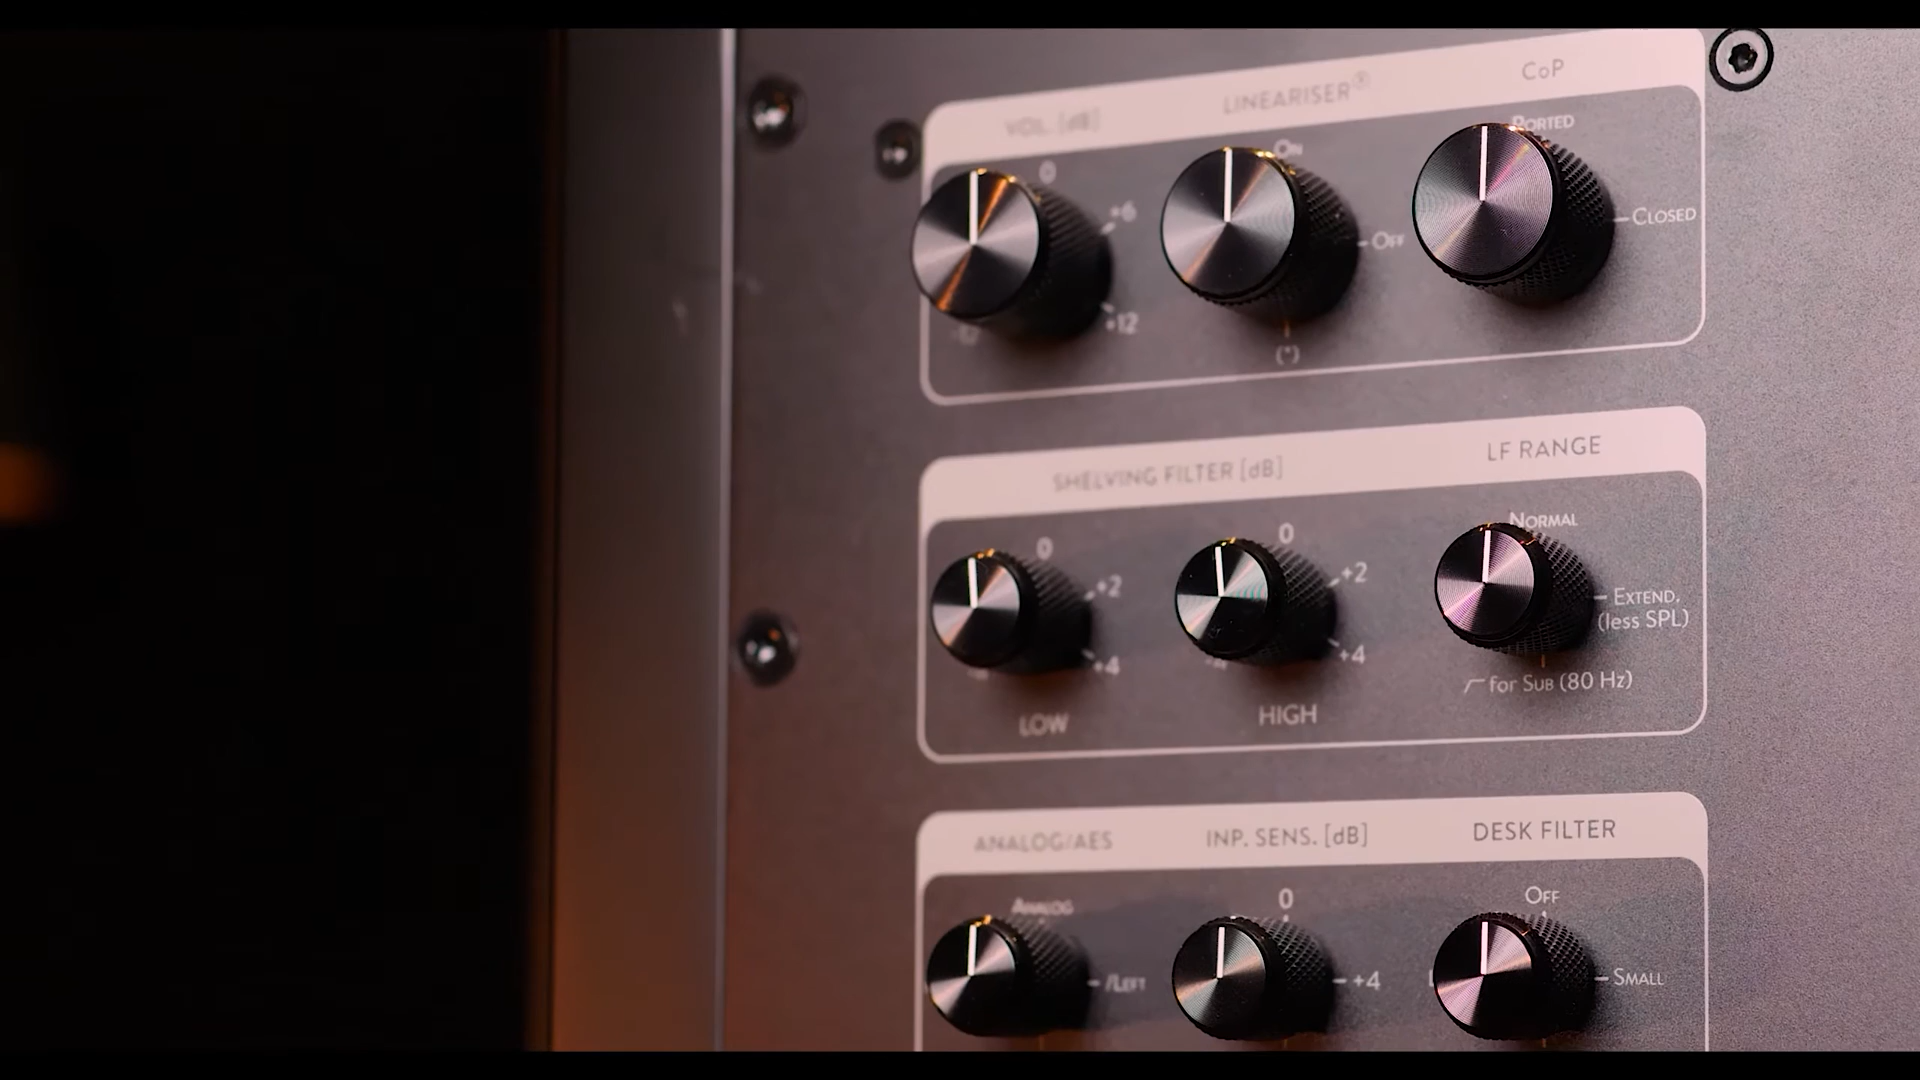 VOL. [dB] LINEARISER® CoP
0 ON PORTED
+6 OFF CLOSED
-12 +12 (*)
SHELVING FILTER [dB] LF RANGE
0 0 NORMAL
+2 +2 EXTEND.
(less SPL)
+4 +4
for SUB (80 Hz)
LOW HIGH
ANALOG/AES INP. SENS. [dB] DESK FILTER
ANALOG 0 OFF
/LEFT +4 SMALL